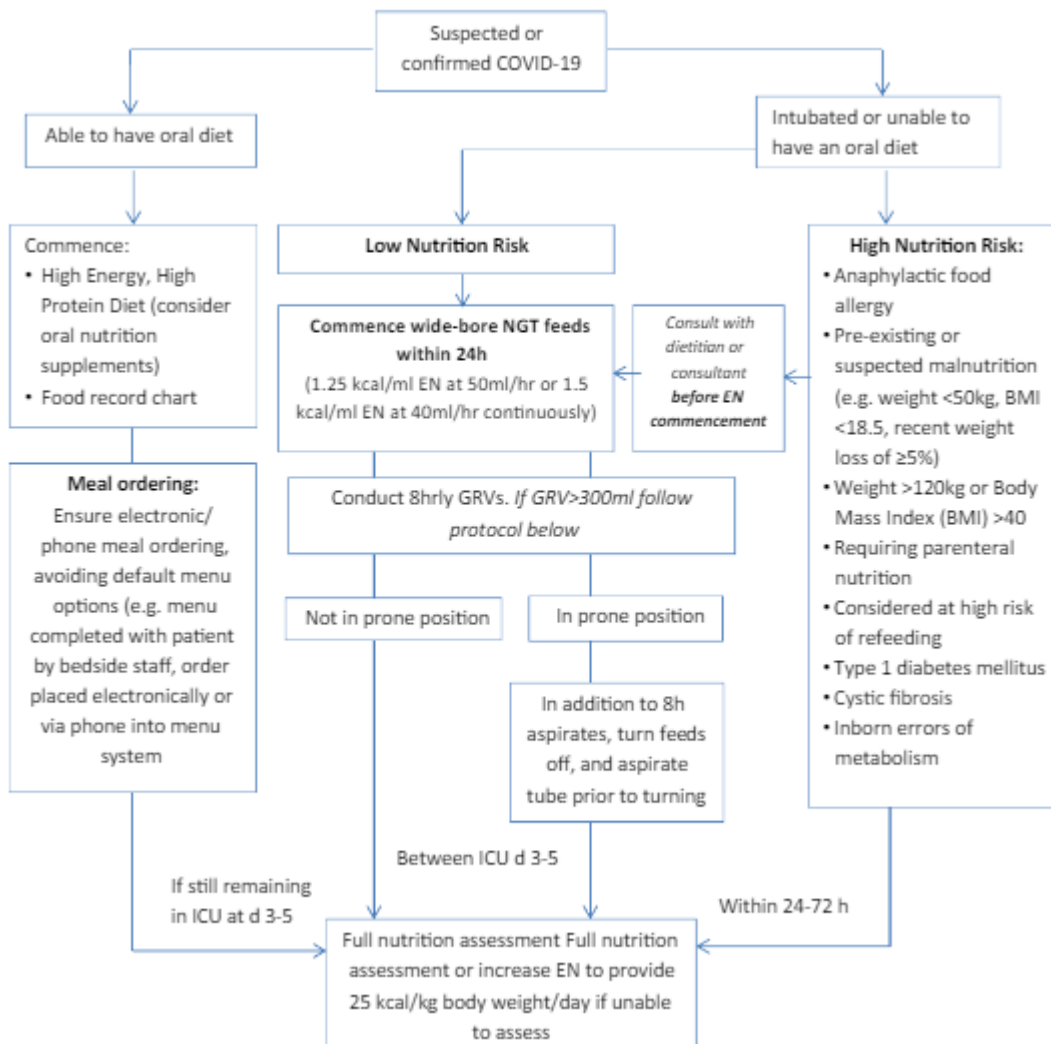 Suspected or
confirmed COVID-19
Able to have oral diet
Intubated or unable to
have an oral diet
Commence:
• High Energy, High
Protein Diet (consider
oral nutrition
supplements)
• Food record chart
Low Nutrition Risk
Commence wide-bore NGT feeds
within 24h
(1.25 kcal/ml EN at 50ml/hr or 1.5
kcal/ml EN at 40ml/hr continuously)
Consult with
dietitian or
consultant
before EN
commencement
High Nutrition Risk:
• Anaphylactic food
allergy
• Pre-existing or
suspected malnutrition
(e.g. weight <50kg, BMI
<18.5, recent weight
loss of ≥5%)
• Weight >120kg or Body
Mass Index (BMI) >40
• Requiring parenteral
nutrition
• Considered at high risk
of refeeding
• Type 1 diabetes mellitus
• Cystic fibrosis
• Inborn errors of
metabolism
Meal ordering:
Ensure electronic/
phone meal ordering,
avoiding default menu
options (e.g. menu
completed with patient
by bedside staff, order
placed electronically or
via phone into menu
system
Conduct 8hrly GRVs. If GRV>300ml follow
protocol below
Not in prone position
In prone position
In addition to 8h
aspirates, turn feeds
off, and aspirate
tube prior to turning
If still remaining
in ICU at d 3-5
Between ICU d 3-5
Within 24-72 h
Full nutrition assessment Full nutrition
assessment or increase EN to provide
25 kcal/kg body weight/day if unable
to assess